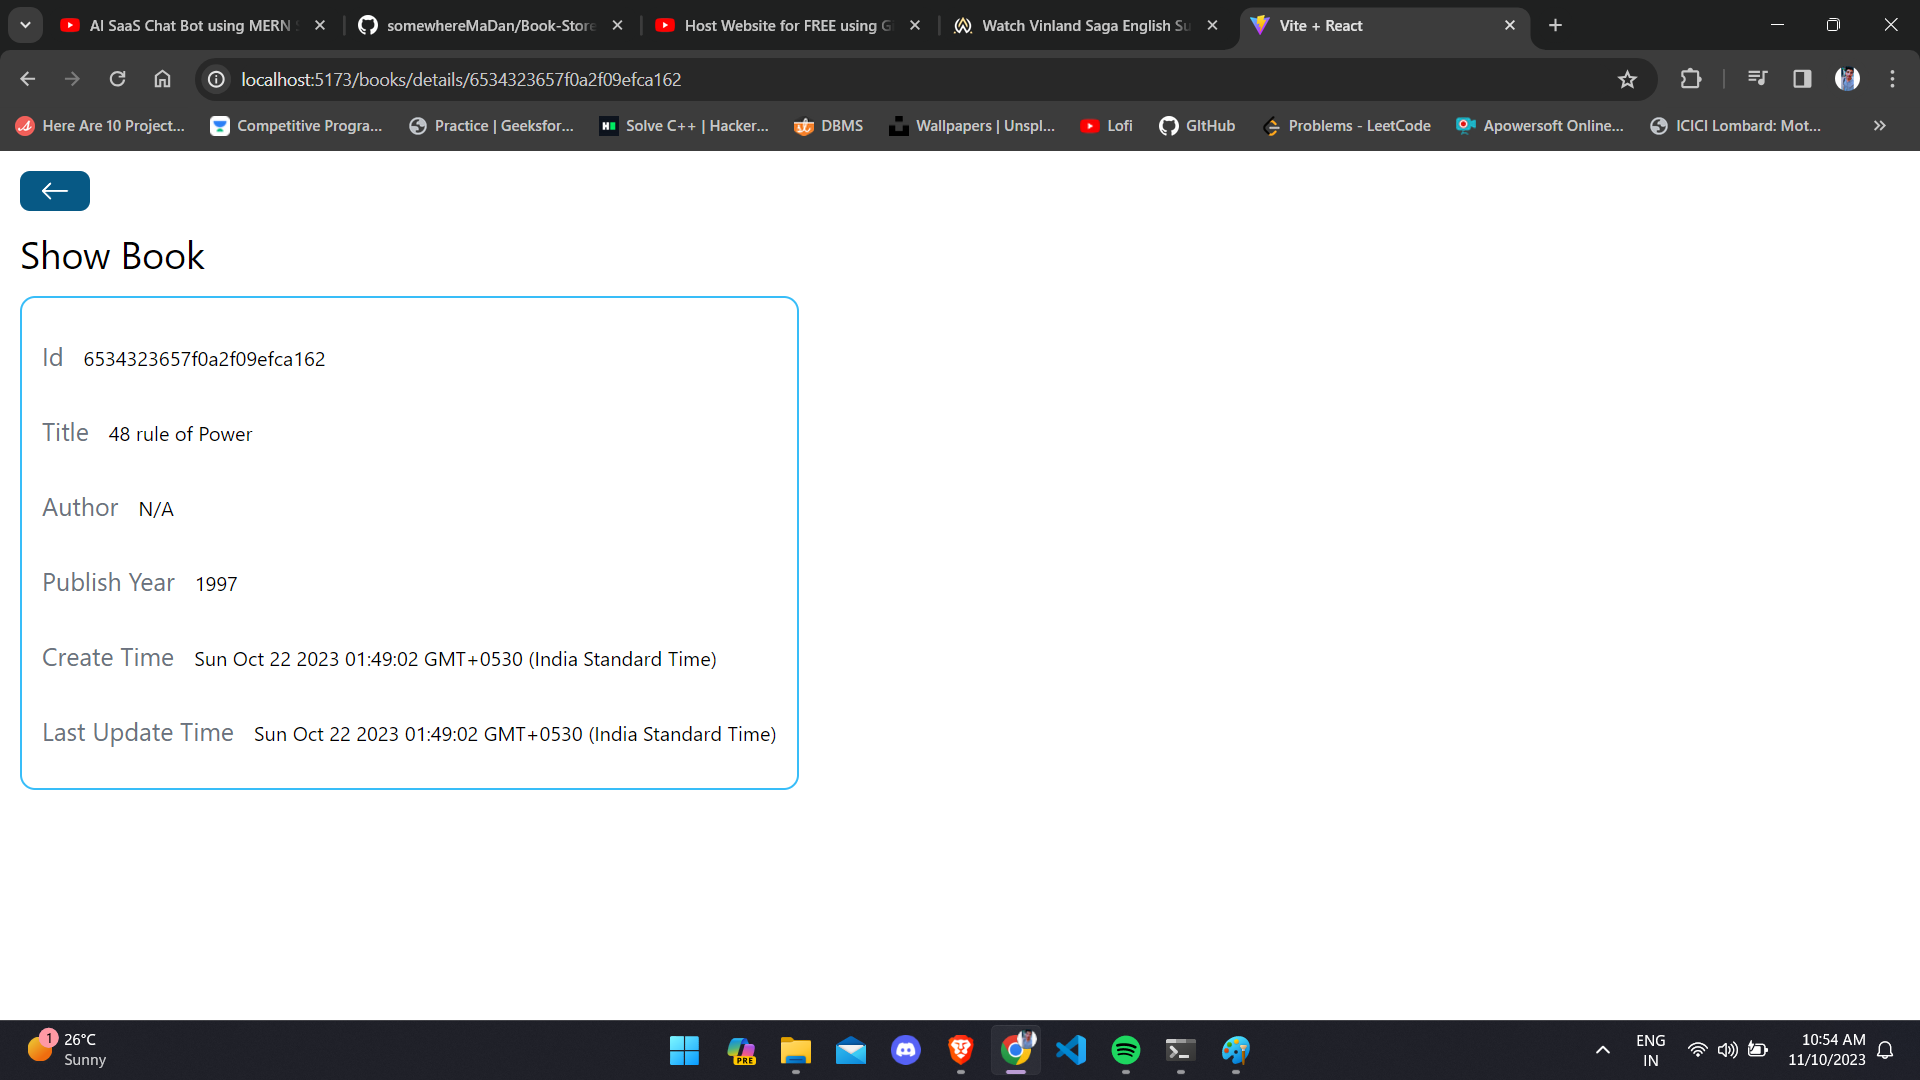 AI SaaS Chat Bot using MERN
somewhereMaDan/Book-Store
Host Website for FREE using G
Watch Vinland Saga English Su
Vite + React
localhost:5173/books/details/6534323657f0a2f09efca162
Here Are 10 Project...
Competitive Progra...
Practice | Geeksfor...
Solve C++ | Hacker...
DBMS
Wallpapers | Unspl...
Lofi
GItHub
Problems - LeetCode
Apowersoft Online...
ICICI Lombard: Mot...
Show Book
Id 6534323657f0a2f09efca162
Title 48 rule of Power
Author N/A
Publish Year 1997
Create Time Sun Oct 22 2023 01:49:02 GMT+0530 (India Standard Time)
Last Update Time Sun Oct 22 2023 01:49:02 GMT+0530 (India Standard Time)
1
26°C
Sunny
PRE
ENG
IN
10:54 AM
11/10/2023